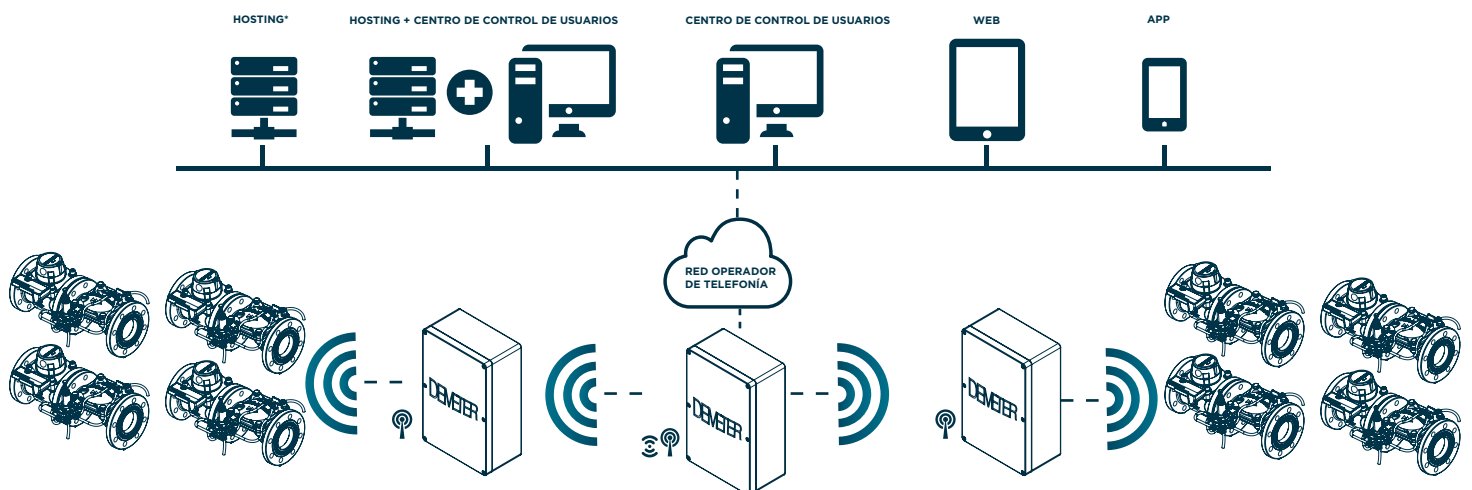 HOSTING*
HOSTING + CENTRO DE CONTROL DE USUARIOS
CENTRO DE CONTROL DE USUARIOS
WEB
APP
RED OPERADOR
DE TELEFONÍA
DEMETER
DEMETER
DEMETER